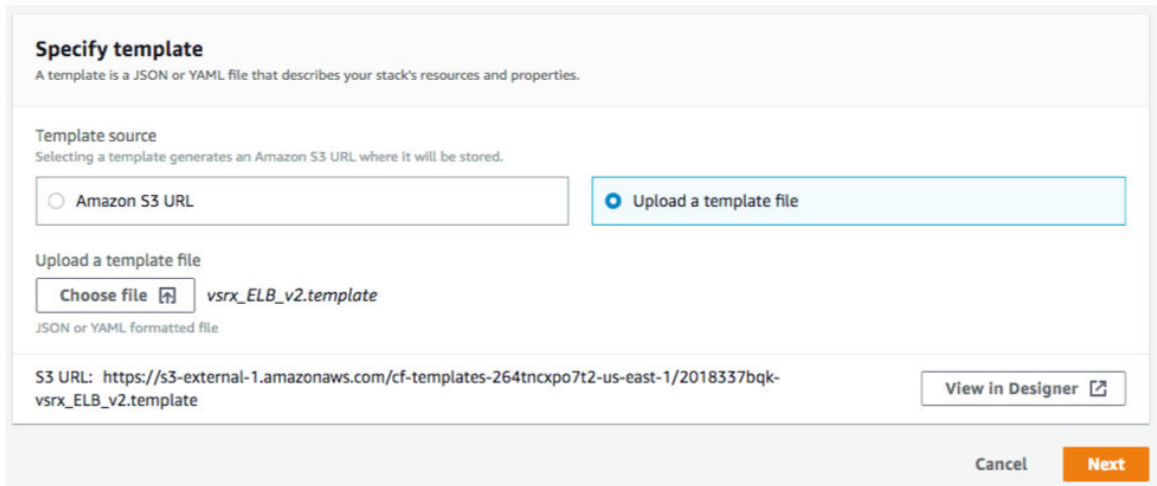 Specify template
A template is a JSON or YAML file that describes your stack's resources and properties.
Template source
Selecting a template generates an Amazon S3 URL where it will be stored.
Amazon S3 URL
Upload a template file
Upload a template file
Choose file vsrx_ELB_v2.template
JSON or YAML formatted file
S3 URL: https://s3-external-1.amazonaws.com/cf-templates-264tncxpo7t2-us-east-1/2018337bqk-
vsrx_ELB_v2.template
View in Designer
Cancel
Next